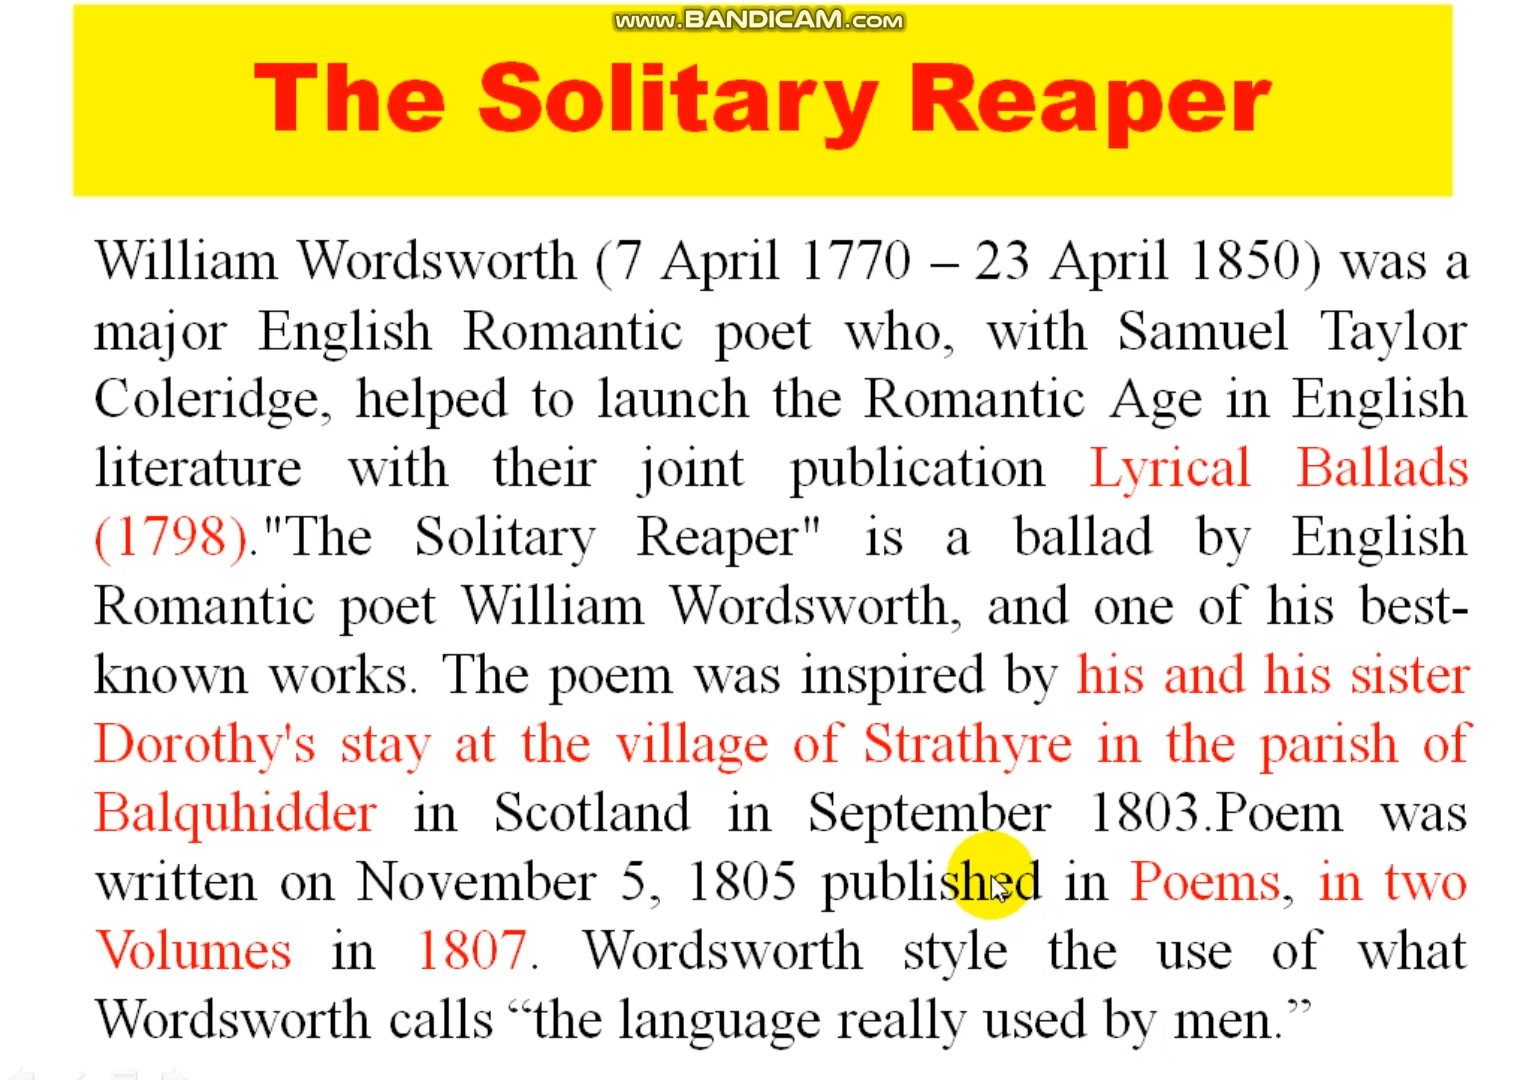 www.BANDICAM.com
The Solitary Reaper
William Wordsworth (7 April 1770 – 23 April 1850) was a
major English Romantic poet who, with Samuel Taylor
Coleridge, helped to launch the Romantic Age in English
literature with their joint publication Lyrical Ballads
(1798)."The Solitary Reaper" is a ballad by English
Romantic poet William Wordsworth, and one of his best-
known works. The poem was inspired by his and his sister
Dorothy's stay at the village of Strathyre in the parish of
Balquhidder in Scotland in September 1803.Poem was
written on November 5, 1805 published in Poems, in two
Volumes in 1807. Wordsworth style the use of what
Wordsworth calls “the language really used by men.”